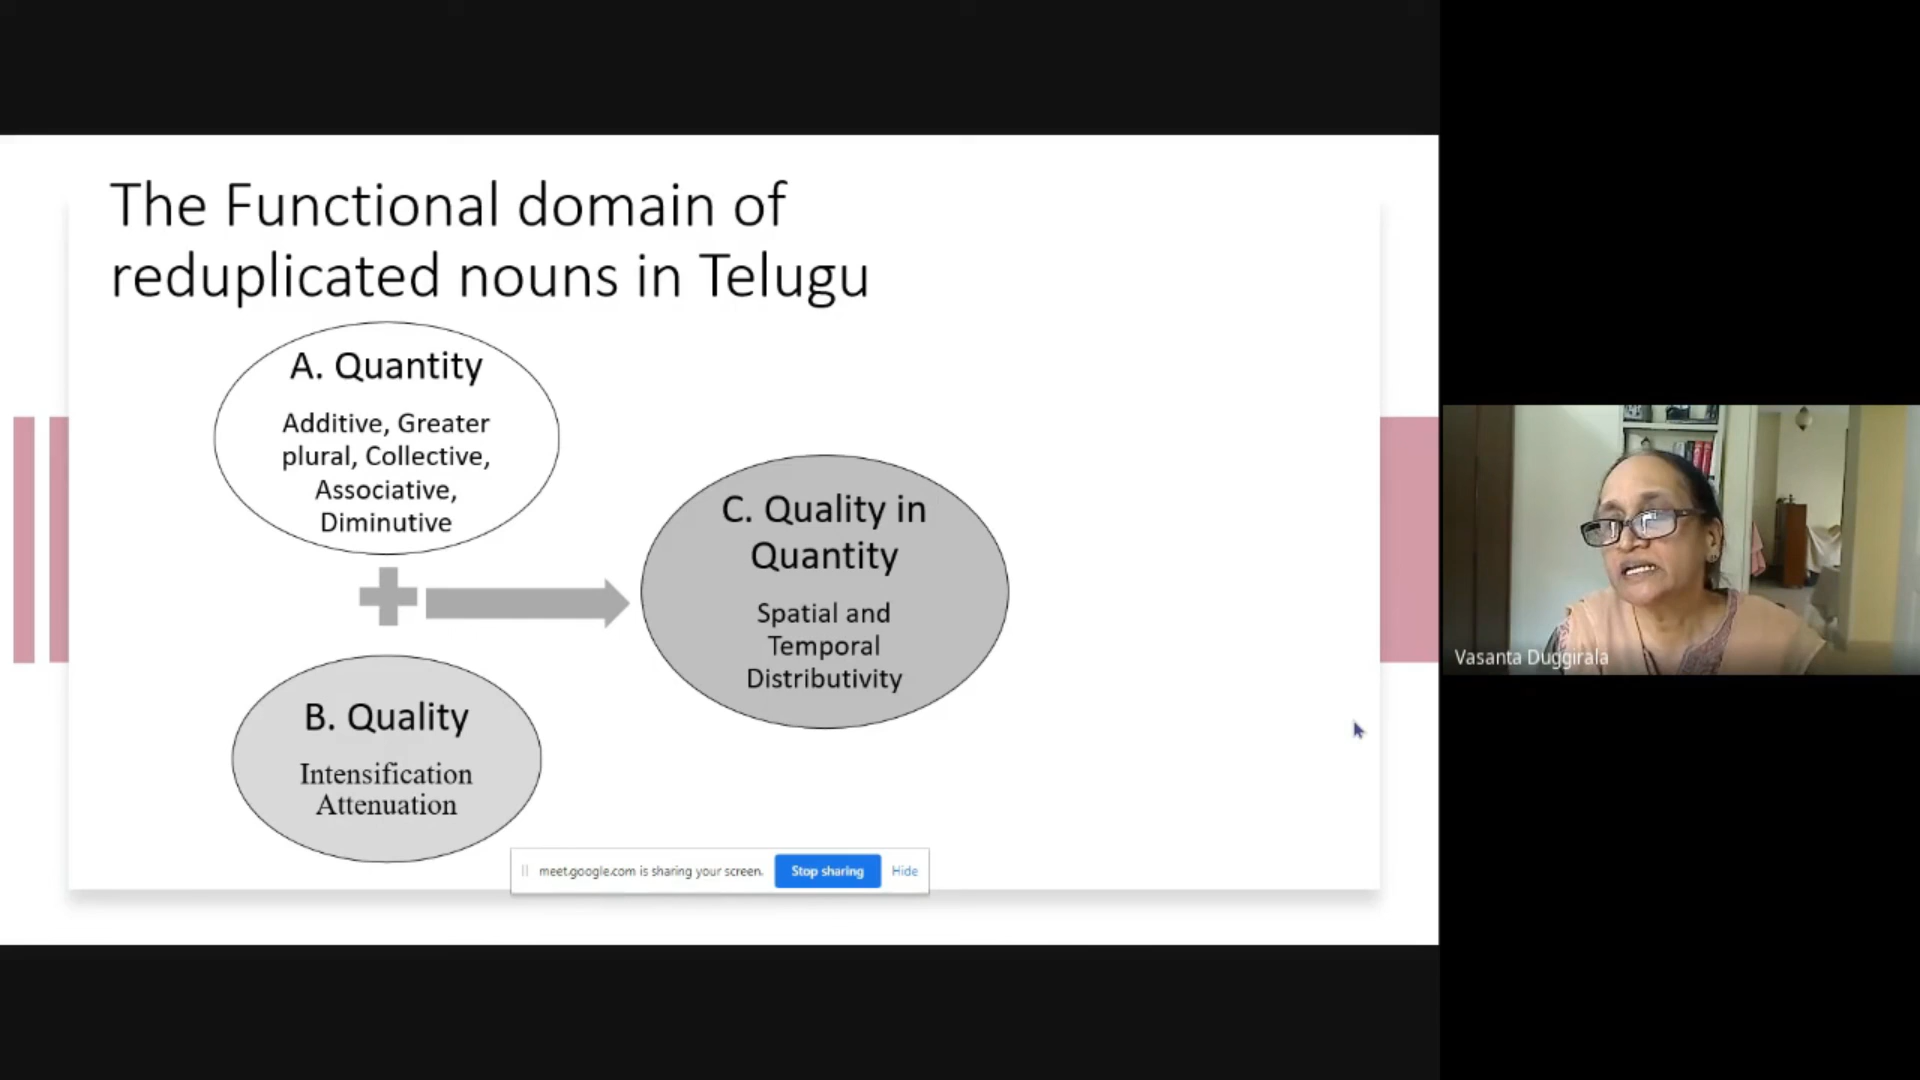 The Functional domain of
reduplicated nouns in Telugu
A. Quantity
Additive, Greater
plural, Collective,
Associative,
Diminutive
B. Quality
Intensification
Attenuation
C. Quality in
Quantity
Spatial and
Temporal
Distributivity
meet.google.com is sharing your screen. Stop sharing Hide
Vasanta Duggirala